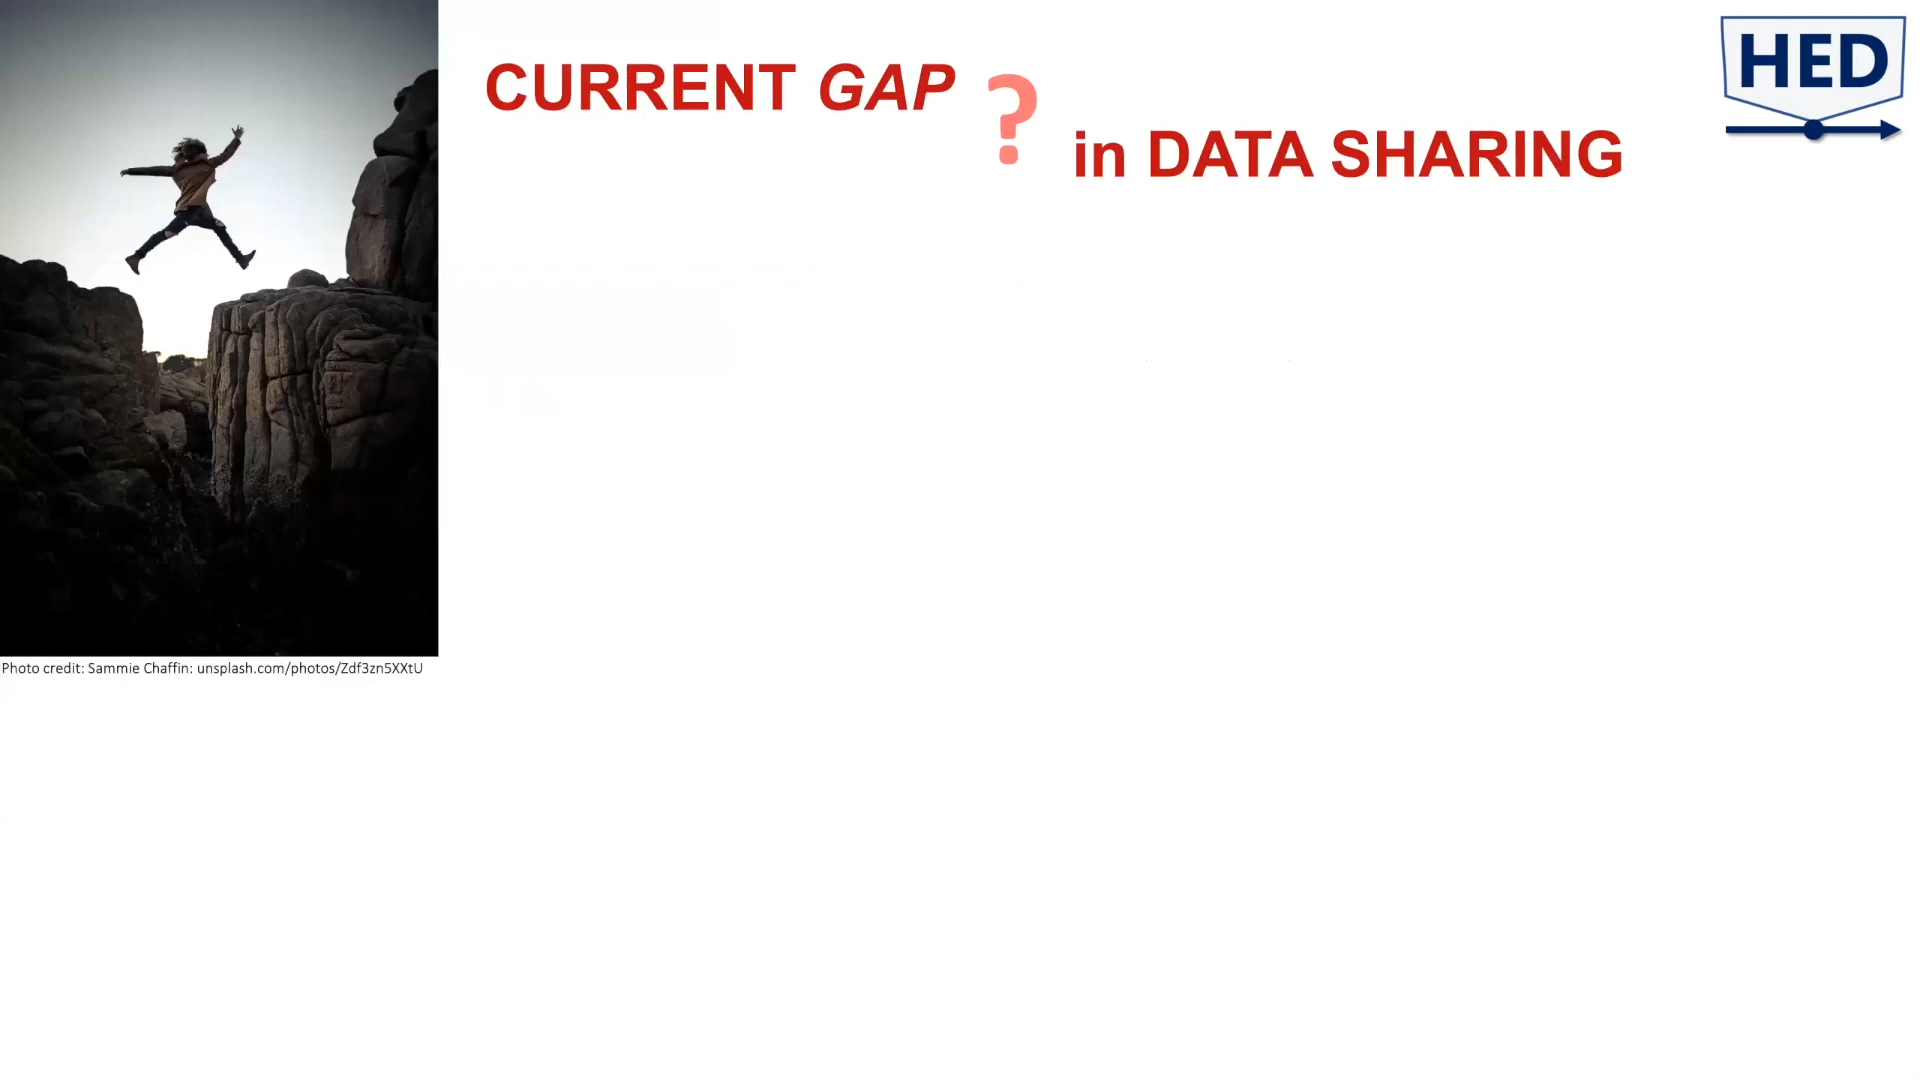 CURRENT GAP
?
in DATA SHARING
HED
Photo credit: Sammie Chaffin: unsplash.com/photos/Zdf3zn5XXtU